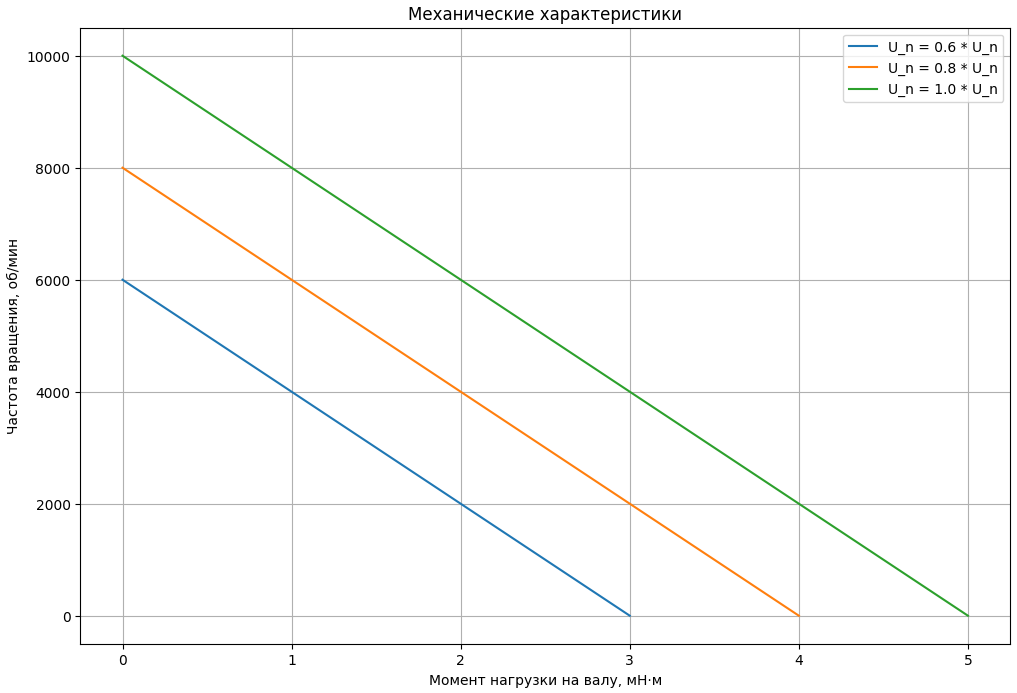 Механические характеристики
U_n = 0.6 * U_n
U_n = 0.8 * U_n
U_n = 1.0 * U_n
Частота вращения, об/мин
10000
8000
6000
4000
2000
0
0 1 2 3 4 5
Момент нагрузки на валу, мН·м